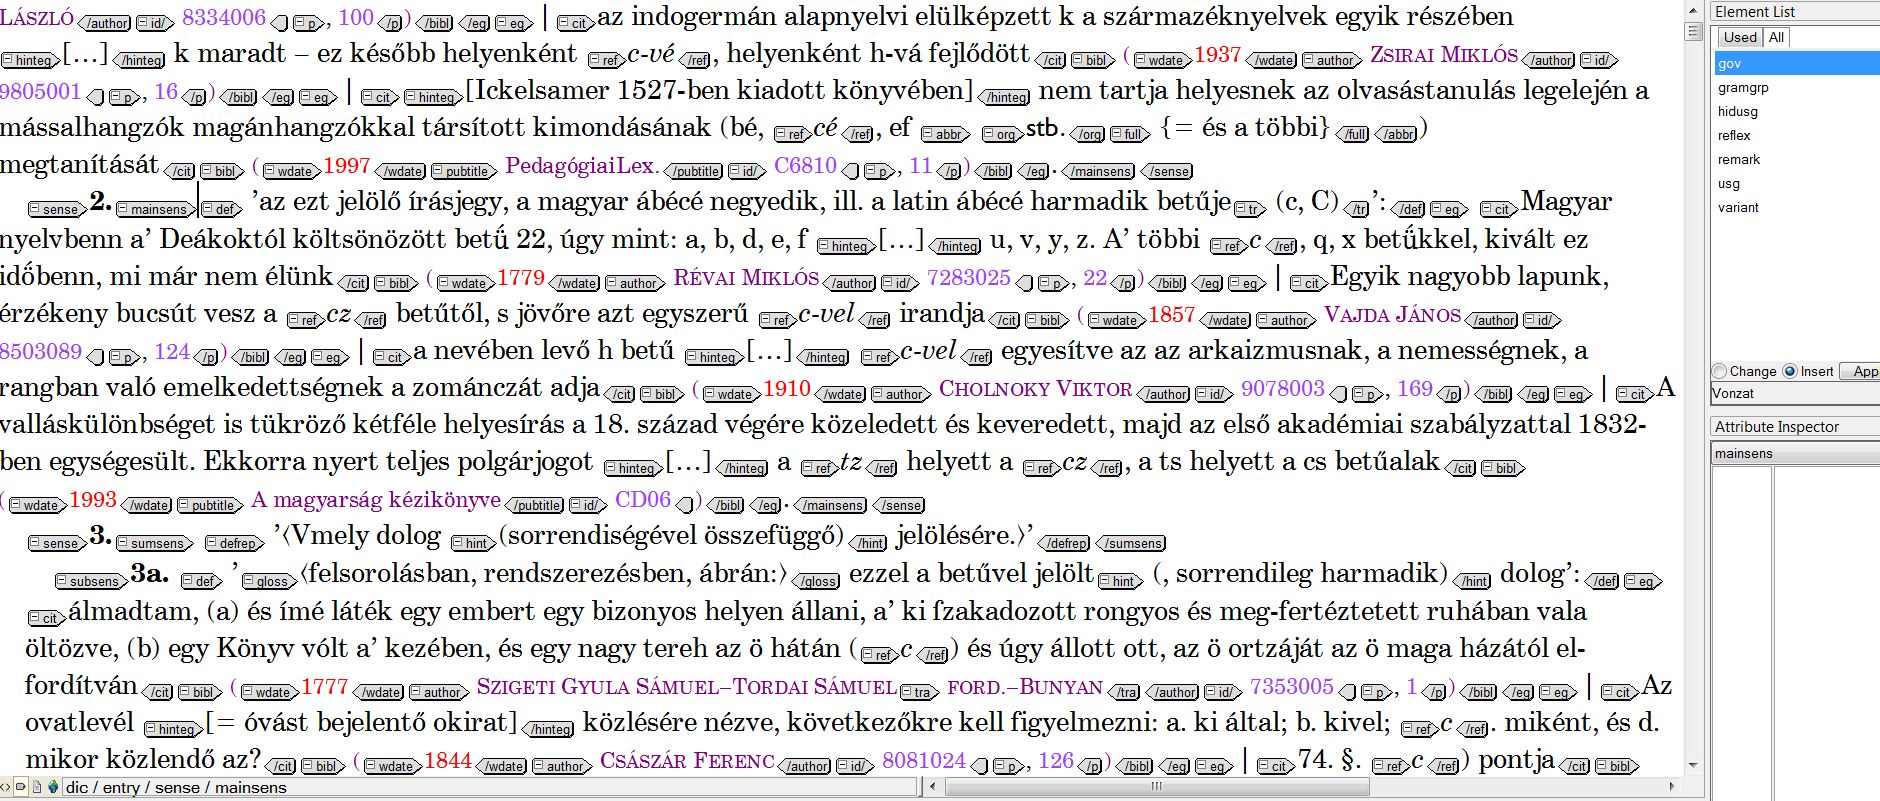 LÁSZLÓ /author id/ 8334006 p , 100 /p ) /bibl /eg eg | cit az indogermán alapnyelvi elülképzett k a származéknyelvek egyik részében
hinteg […] /hinteg k maradt – ez később helyenként ref c-vé /ref , helyenként h-vá fejlődött /cit bibl ( wdate 1937 /wdate author ZSIRAI MIKLÓS /author id/
9805001 p , 16 /p ) /bibl /eg eg | cit hinteg [Ickelsamer 1527-ben kiadott könyvében] /hinteg nem tartja helyesnek az olvasástanulás legelején a
mássalhangzók magánhangzókkal társított kimondásának (bé, ref cé /ref , ef abbr org stb. /org full {= és a többi} /full /abbr )
megtanítását /cit bibl ( wdate 1997 /wdate pubtitle PedagógiaiLex. /pubtitle id/ C6810 p , 11 /p ) /bibl /eg . /mainsens /sense
sense 2. mainsens def ’az ezt jelölő írásjegy, a magyar ábécé negyedik, ill. a latin ábécé harmadik betűje tr (c, C) /tr ’: /def eg cit Magyar
nyelvbenn a’ Deákoktól költsönözött betű́ 22, úgy mint: a, b, d, e, f hinteg […] /hinteg u, v, y, z. A’ többi ref c /ref , q, x betű́kkel, kivált ez
idő́benn, mi már nem élünk /cit bibl ( wdate 1779 /wdate author RÉVAI MIKLÓS /author id/ 7283025 p , 22 /p ) /bibl /eg eg | cit Egyik nagyobb lapunk,
érzékeny bucsút vesz a ref cz /ref betűtől, s jövőre azt egyszerű ref c-vel /ref irandja /cit bibl ( wdate 1857 /wdate author VAJDA JÁNOS /author id/
8503089 p , 124 /p ) /bibl /eg eg | cit a nevében levő h betű hinteg […] /hinteg ref c-vel /ref egyesítve az az arkaizmusnak, a nemességnek, a
rangban való emelkedettségnek a zománczát adja /cit bibl ( wdate 1910 /wdate author CHOLNOKY VIKTOR /author id/ 9078003 p , 169 /p ) /bibl /eg eg | cit A
valláskülönbséget is tükröző kétféle helyesírás a 18. század végére közeledett és keveredett, majd az első akadémiai szabályzattal 1832-
ben egységesült. Ekkorra nyert teljes polgárjogot hinteg […] /hinteg a ref tz /ref helyett a ref cz /ref , a ts helyett a cs betűalak /cit bibl
( wdate 1993 /wdate pubtitle A magyarság kézikönyve /pubtitle id/ CD06 ) /bibl /eg . /mainsens /sense
sense 3. sumsens defrep ’⟨Vmely dolog hint (sorrendiségével összefüggő) /hint jelölésére.⟩’ /defrep /sumsens
subsens 3a. def ’ gloss ⟨felsorolásban, rendszerezésben, ábrán:⟩ /gloss ezzel a betűvel jelölt hint (, sorrendileg harmadik) /hint dolog’: /def eg
cit álmadtam, (a) és ímé láték egy embert egy bizonyos helyen állani, a’ ki ſzakadozott rongyos és meg-fertéztetett ruhában vala
öltözve, (b) egy Könyv vólt a’ kezében, és egy nagy tereh az ö hátán ( ref c /ref ) és úgy állott ott, az ö ortzáját az ö maga házától el-
fordítván /cit bibl ( wdate 1777 /wdate author SZIGETI GYULA SÁMUEL–TORDAI SÁMUEL tra FORD.–BUNYAN /tra /author id/ 7353005 p , 1 /p ) /bibl /eg eg | cit Az
ovatlevél hinteg [= óvást bejelentő okirat] /hinteg közlésére nézve, következőkre kell figyelmezni: a. ki által; b. kivel; ref c /ref . miként, és d.
mikor közlendő az? /cit bibl ( wdate 1844 /wdate author CSÁSZÁR FERENC /author id/ 8081024 p , 126 /p ) /bibl /eg eg | cit 74. §. ref c /ref ) pontja /cit bibl
dic / entry / sense / mainsens
Element List
Used All
gov
gramgrp
hidusg
reflex
remark
usg
variant
Change Insert App
Vonzat
Attribute Inspector
mainsens